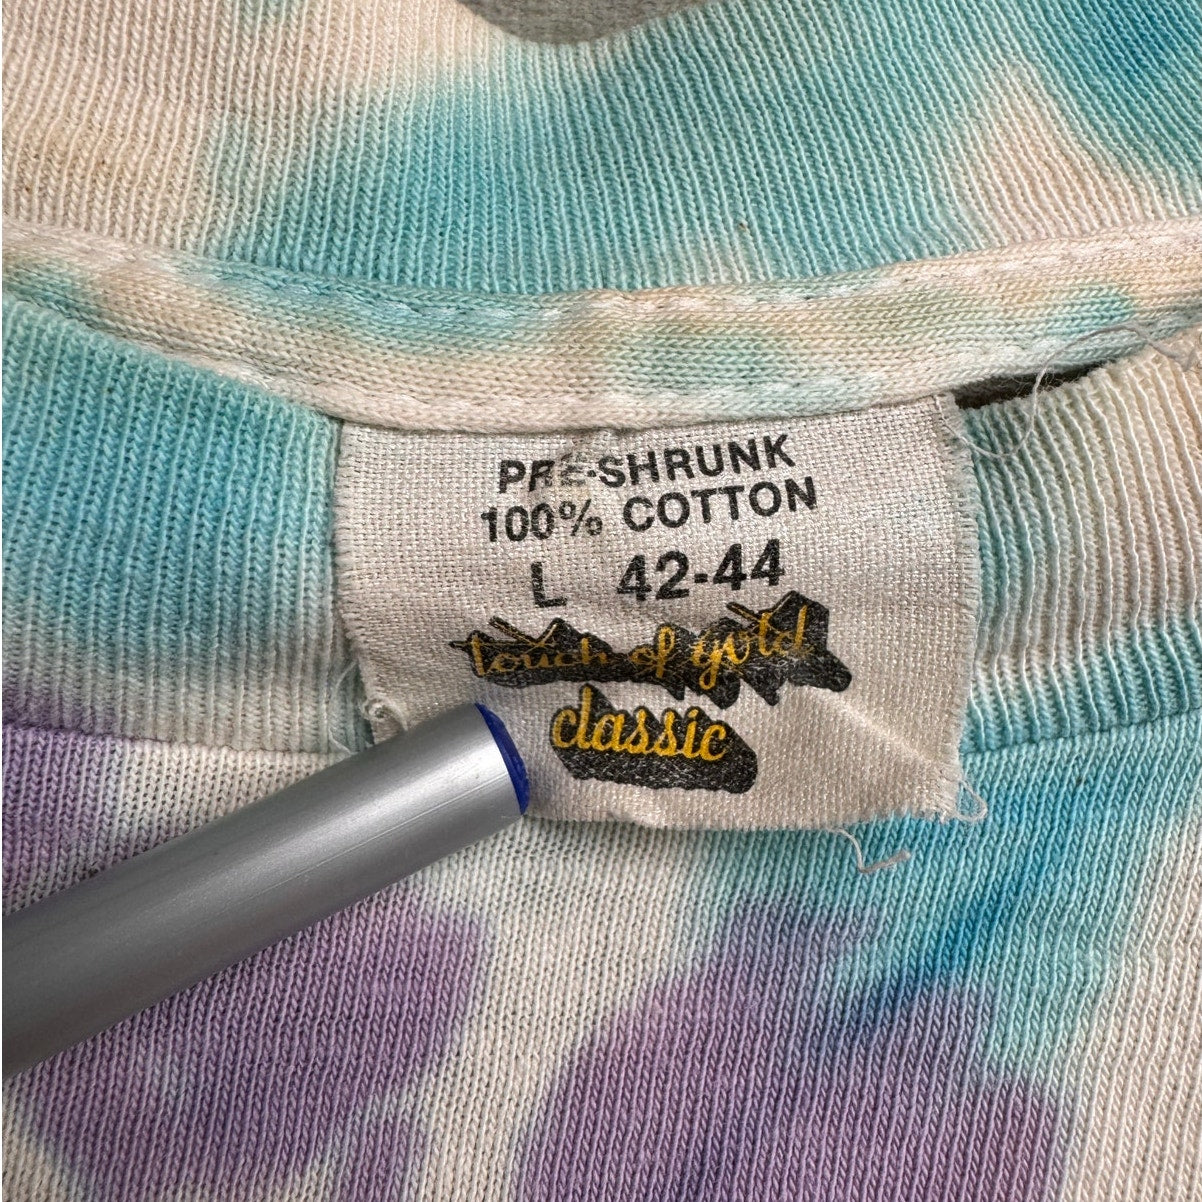 PRE-SHRUNK
100% COTTON
L 42-44
touch of gold
classic